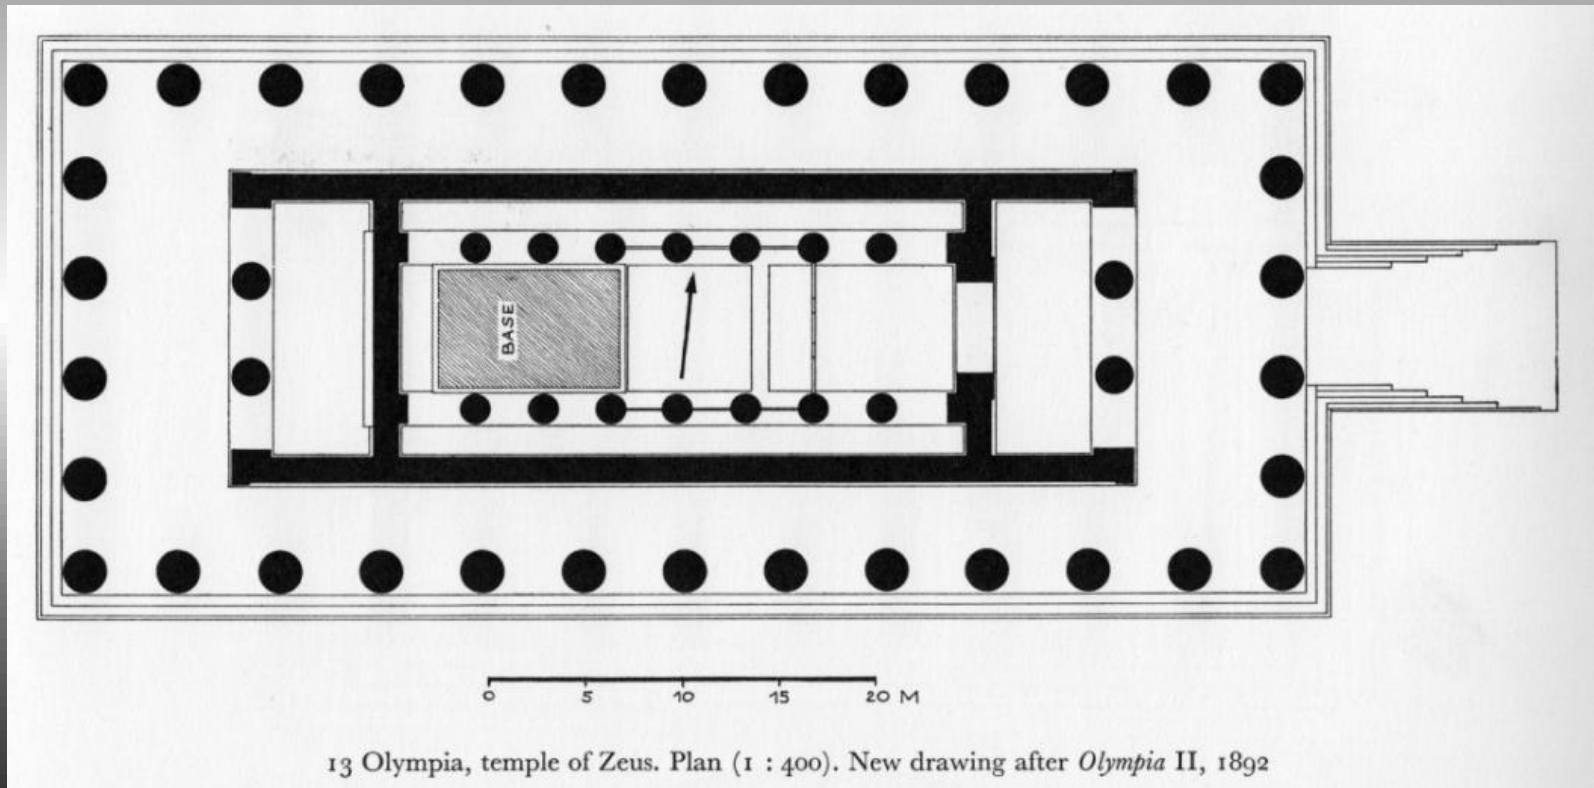 BASE
0 5 10 15 20 M
13 Olympia, temple of Zeus. Plan (1 : 400). New drawing after Olympia II, 1892